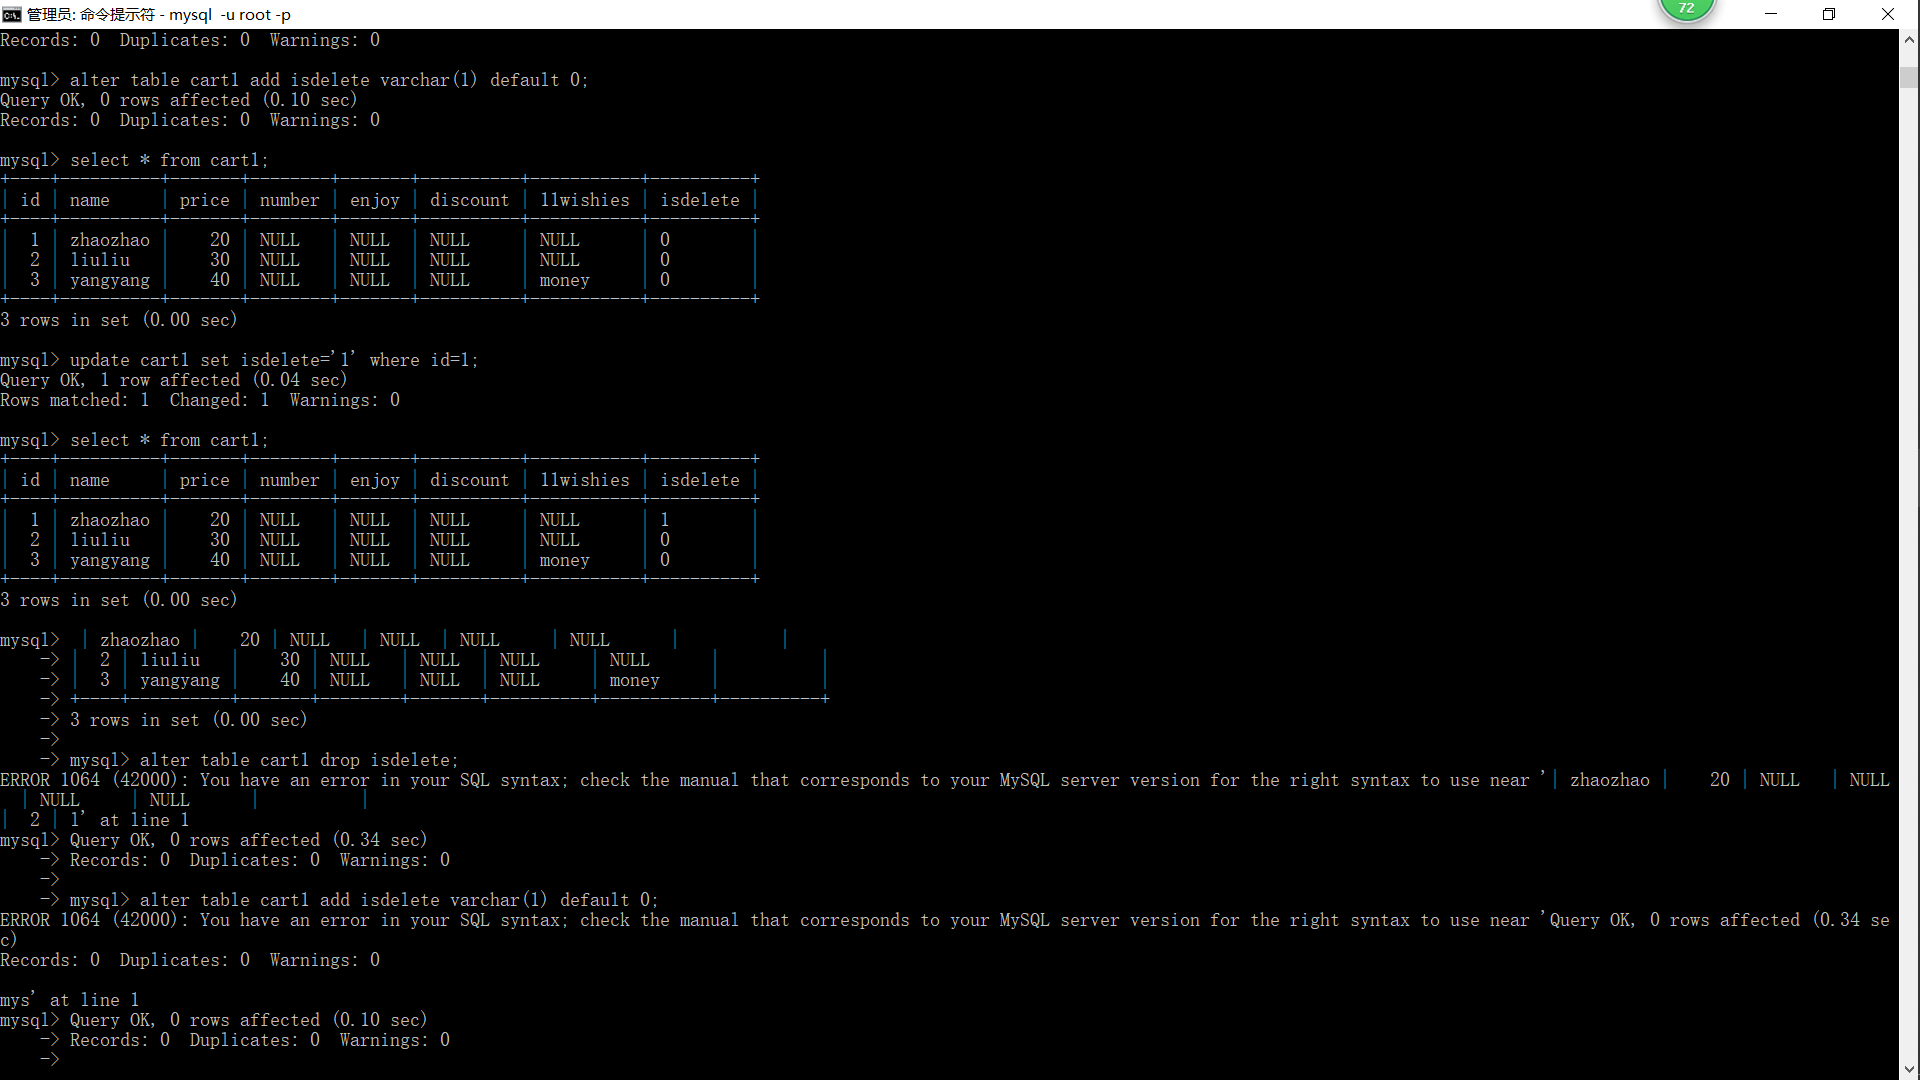 管理员: 命令提示符 - mysql  -u root -p
72
Records: 0  Duplicates: 0  Warnings: 0

mysql> alter table cart1 add isdelete varchar(1) default 0;
Query OK, 0 rows affected (0.10 sec)
Records: 0  Duplicates: 0  Warnings: 0

mysql> select * from cart1;
+----+----------+-------+--------+-------+----------+-----------+----------+
| id | name     | price | number | enjoy | discount | llwishies | isdelete |
+----+----------+-------+--------+-------+----------+-----------+----------+
|  1 | zhaozhao |    20 | NULL   | NULL  | NULL     | NULL      | 0        |
|  2 | liuliu   |    30 | NULL   | NULL  | NULL     | NULL      | 0        |
|  3 | yangyang |    40 | NULL   | NULL  | NULL     | money     | 0        |
+----+----------+-------+--------+-------+----------+-----------+----------+
3 rows in set (0.00 sec)

mysql> update cart1 set isdelete='1' where id=1;
Query OK, 1 row affected (0.04 sec)
Rows matched: 1  Changed: 1  Warnings: 0

mysql> select * from cart1;
+----+----------+-------+--------+-------+----------+-----------+----------+
| id | name     | price | number | enjoy | discount | llwishies | isdelete |
+----+----------+-------+--------+-------+----------+-----------+----------+
|  1 | zhaozhao |    20 | NULL   | NULL  | NULL     | NULL      | 1        |
|  2 | liuliu   |    30 | NULL   | NULL  | NULL     | NULL      | 0        |
|  3 | yangyang |    40 | NULL   | NULL  | NULL     | money     | 0        |
+----+----------+-------+--------+-------+----------+-----------+----------+
3 rows in set (0.00 sec)

mysql>  | zhaozhao |    20 | NULL   | NULL  | NULL     | NULL      |          |
    -> |  2 | liuliu   |    30 | NULL   | NULL  | NULL     | NULL      |          |
    -> |  3 | yangyang |    40 | NULL   | NULL  | NULL     | money     |          |
    -> +----+----------+-------+--------+-------+----------+-----------+----------+
    -> 3 rows in set (0.00 sec)
    ->
    -> mysql> alter table cart1 drop isdelete;
ERROR 1064 (42000): You have an error in your SQL syntax; check the manual that corresponds to your MySQL server version for the right syntax to use near '| zhaozhao |    20 | NULL   | NULL
  | NULL     | NULL      |          |
|  2 | l' at line 1
mysql> Query OK, 0 rows affected (0.34 sec)
    -> Records: 0  Duplicates: 0  Warnings: 0
    ->
    -> mysql> alter table cart1 add isdelete varchar(1) default 0;
ERROR 1064 (42000): You have an error in your SQL syntax; check the manual that corresponds to your MySQL server version for the right syntax to use near 'Query OK, 0 rows affected (0.34 se
c)
Records: 0  Duplicates: 0  Warnings: 0

mys' at line 1
mysql> Query OK, 0 rows affected (0.10 sec)
    -> Records: 0  Duplicates: 0  Warnings: 0
    ->